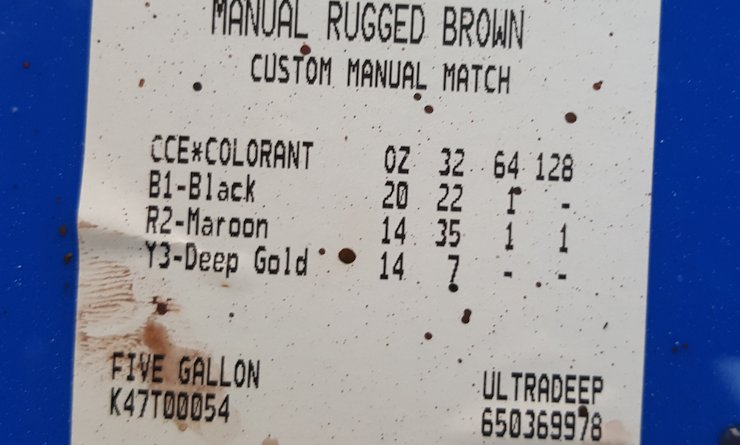 MANUAL RUGGED BROWN
CUSTOM MANUAL MATCH
CCE*COLORANT OZ 32 64 128
B1-Black 20 22 1 -
R2-Maroon 14 35 1 1
Y3-Deep Gold 14 7 - -
FIVE GALLON ULTRADEEP
K47T00054 650369978